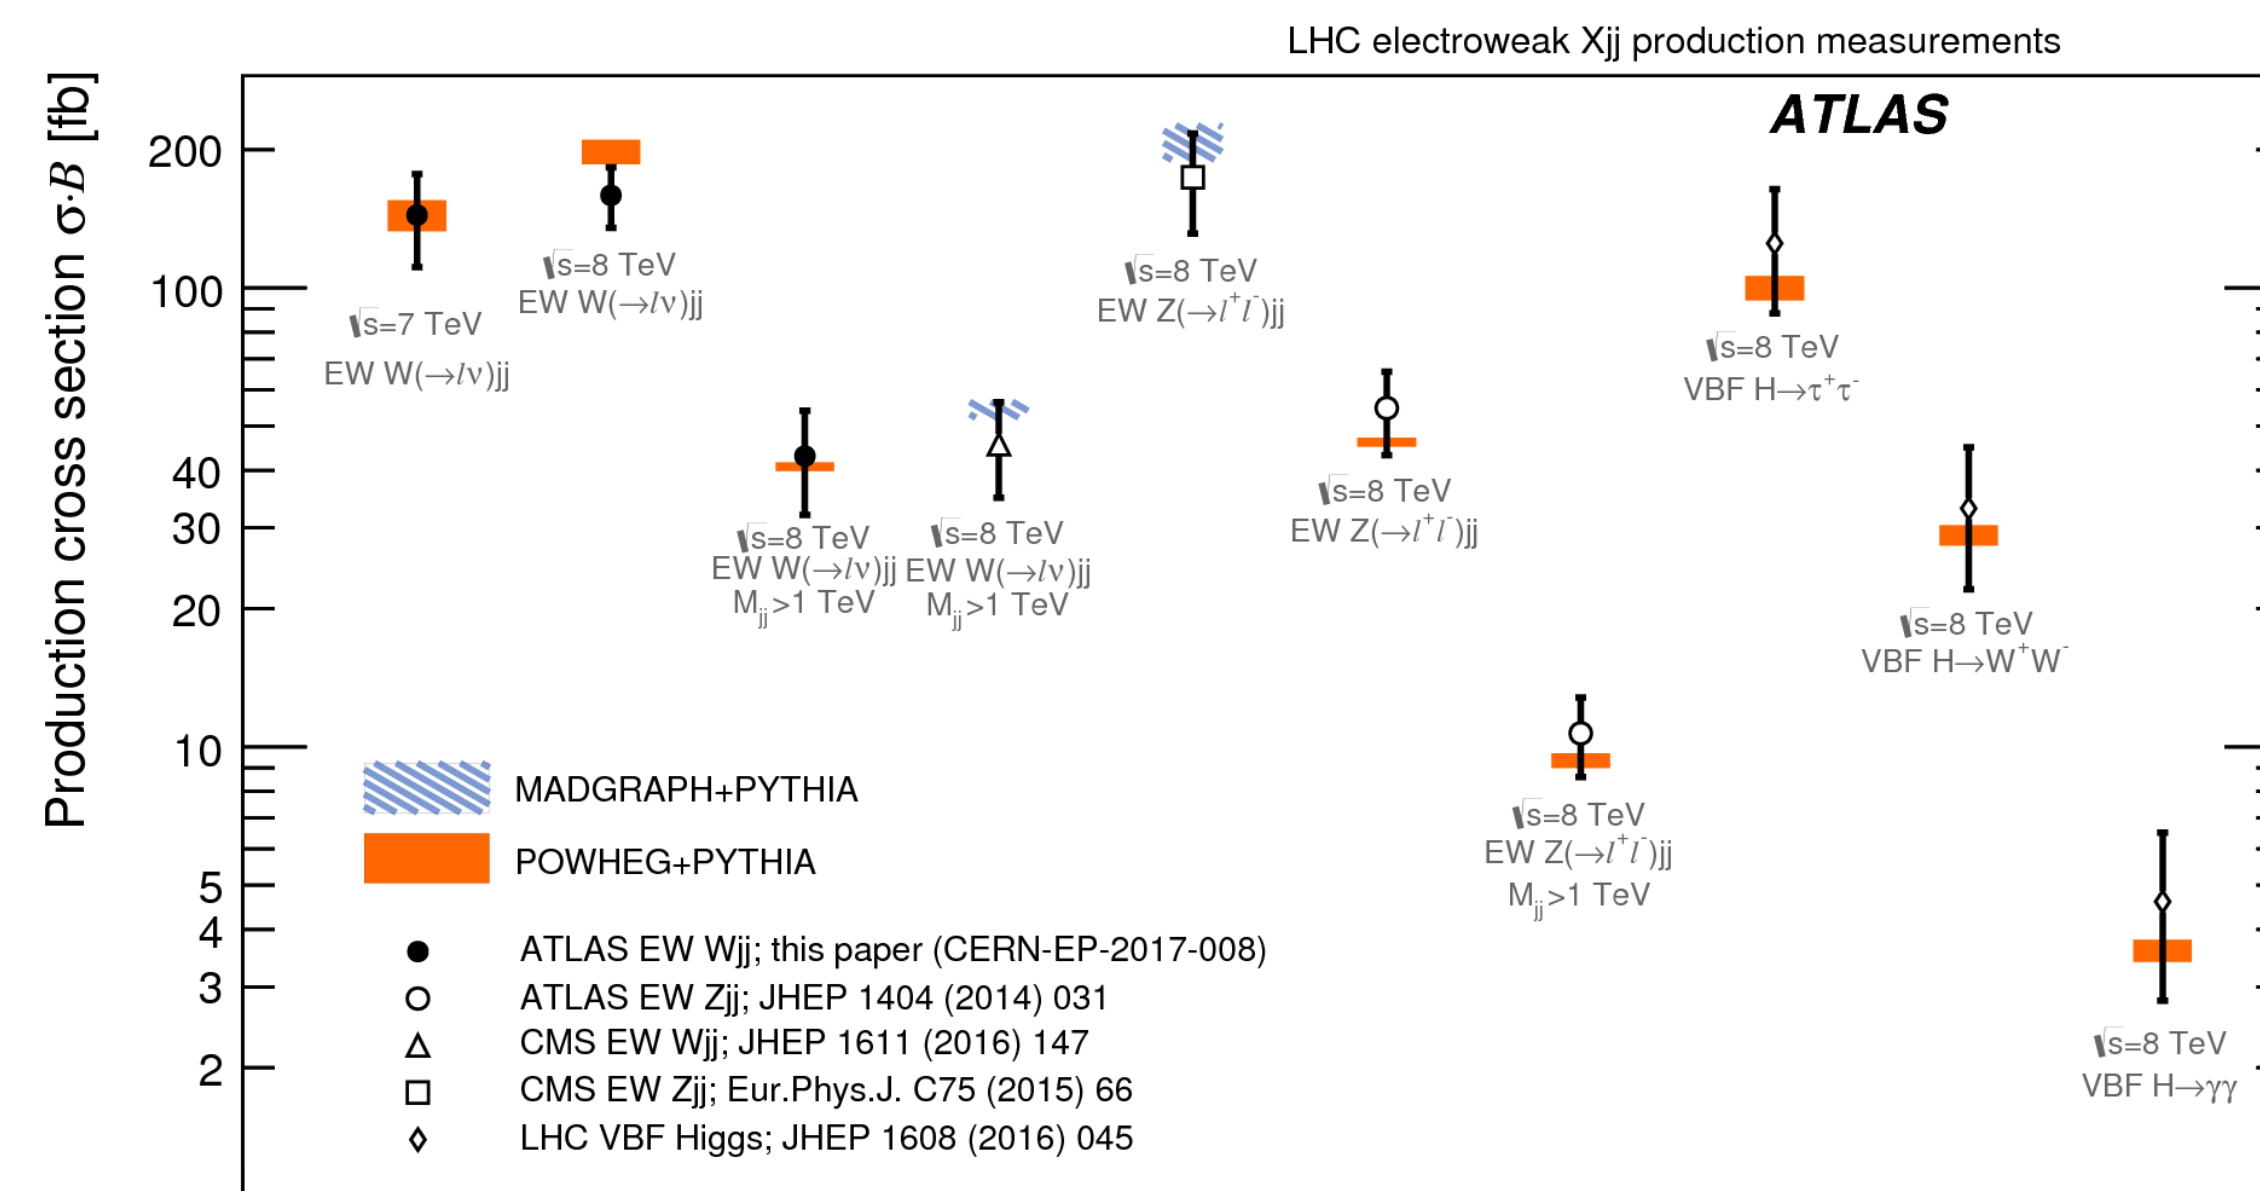 LHC electroweak Xjj production measurements
ATLAS
Production cross section σ·B [fb]
200
100
40
30
20
10
5
4
3
2
√s=7 TeV
EW W(→lν)jj
√s=8 TeV
EW W(→lν)jj
√s=8 TeV
EW W(→lν)jj
Mjj>1 TeV
√s=8 TeV
EW W(→lν)jj
Mjj>1 TeV
√s=8 TeV
EW Z(→l⁺l⁻)jj
√s=8 TeV
EW Z(→l⁺l⁻)jj
√s=8 TeV
EW Z(→l⁺l⁻)jj
Mjj>1 TeV
√s=8 TeV
VBF H→τ⁺τ⁻
√s=8 TeV
VBF H→W⁺W⁻
√s=8 TeV
VBF H→γγ
MADGRAPH+PYTHIA
POWHEG+PYTHIA
ATLAS EW Wjj; this paper (CERN-EP-2017-008)
ATLAS EW Zjj; JHEP 1404 (2014) 031
CMS EW Wjj; JHEP 1611 (2016) 147
CMS EW Zjj; Eur.Phys.J. C75 (2015) 66
LHC VBF Higgs; JHEP 1608 (2016) 045